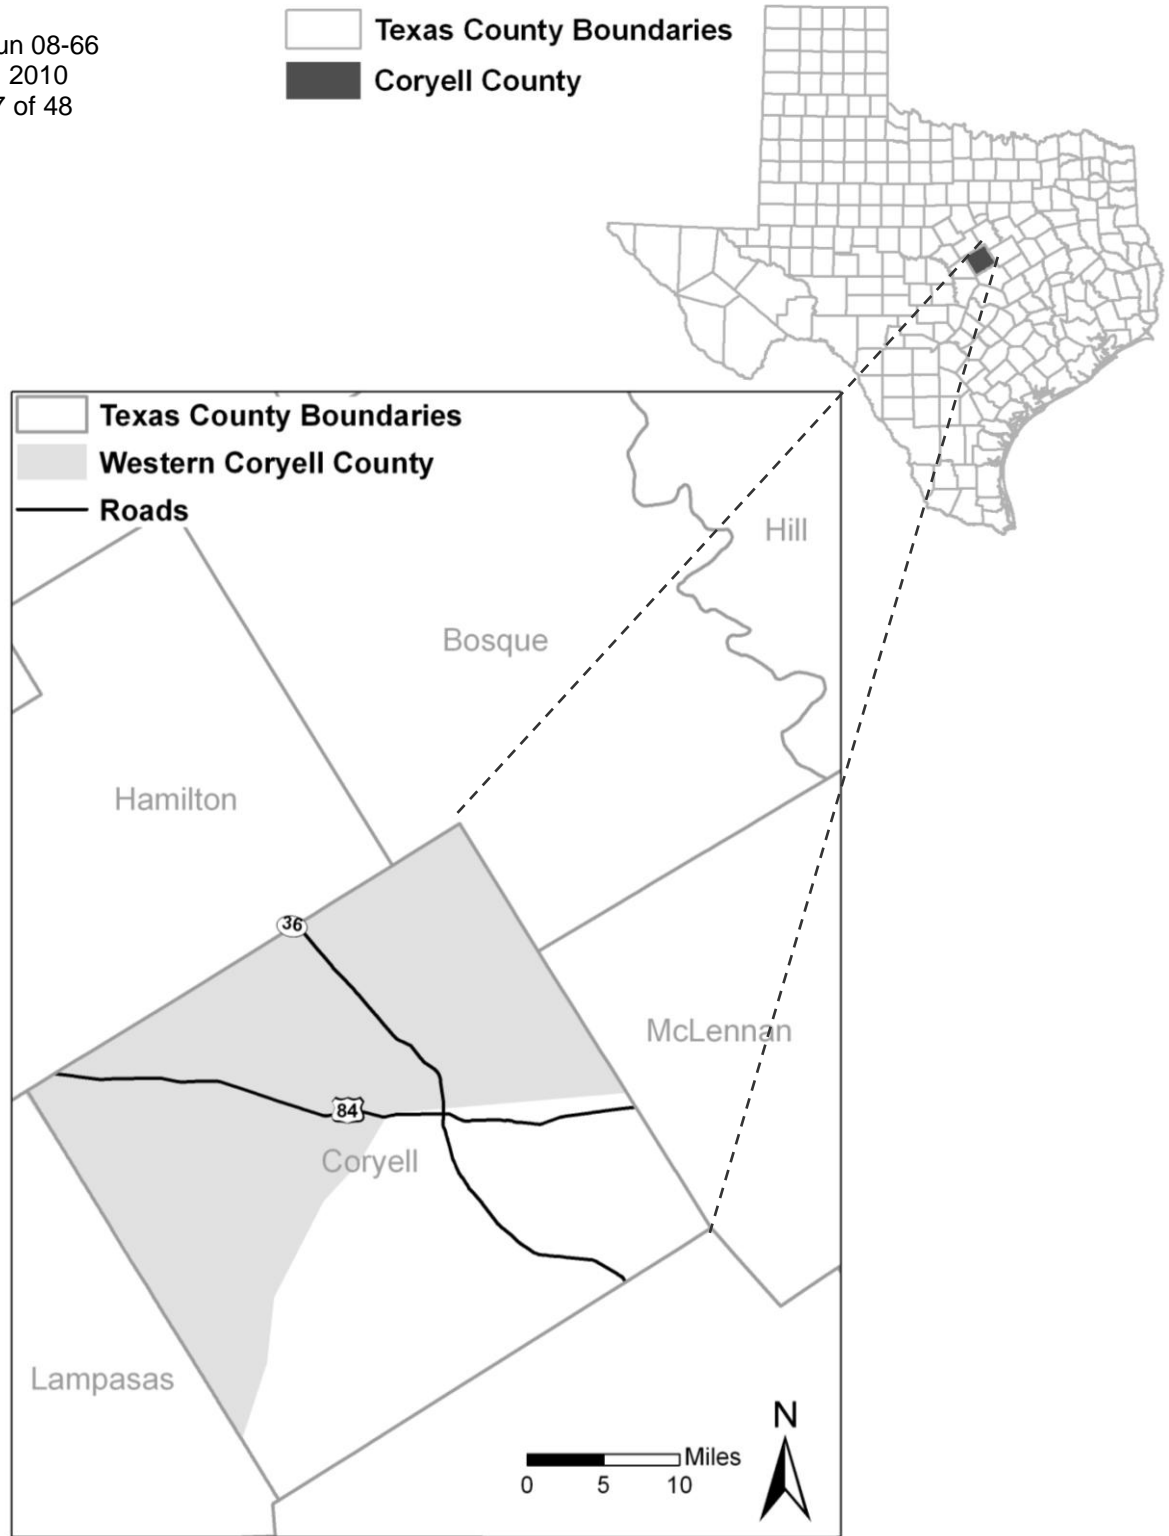 un 08-66
2010
7 of 48
Texas County Boundaries
Coryell County
Texas County Boundaries
Western Coryell County
Roads
Hill
Bosque
Hamilton
36
McLennan
84
Coryell
Lampasas
N
Miles
0 5 10